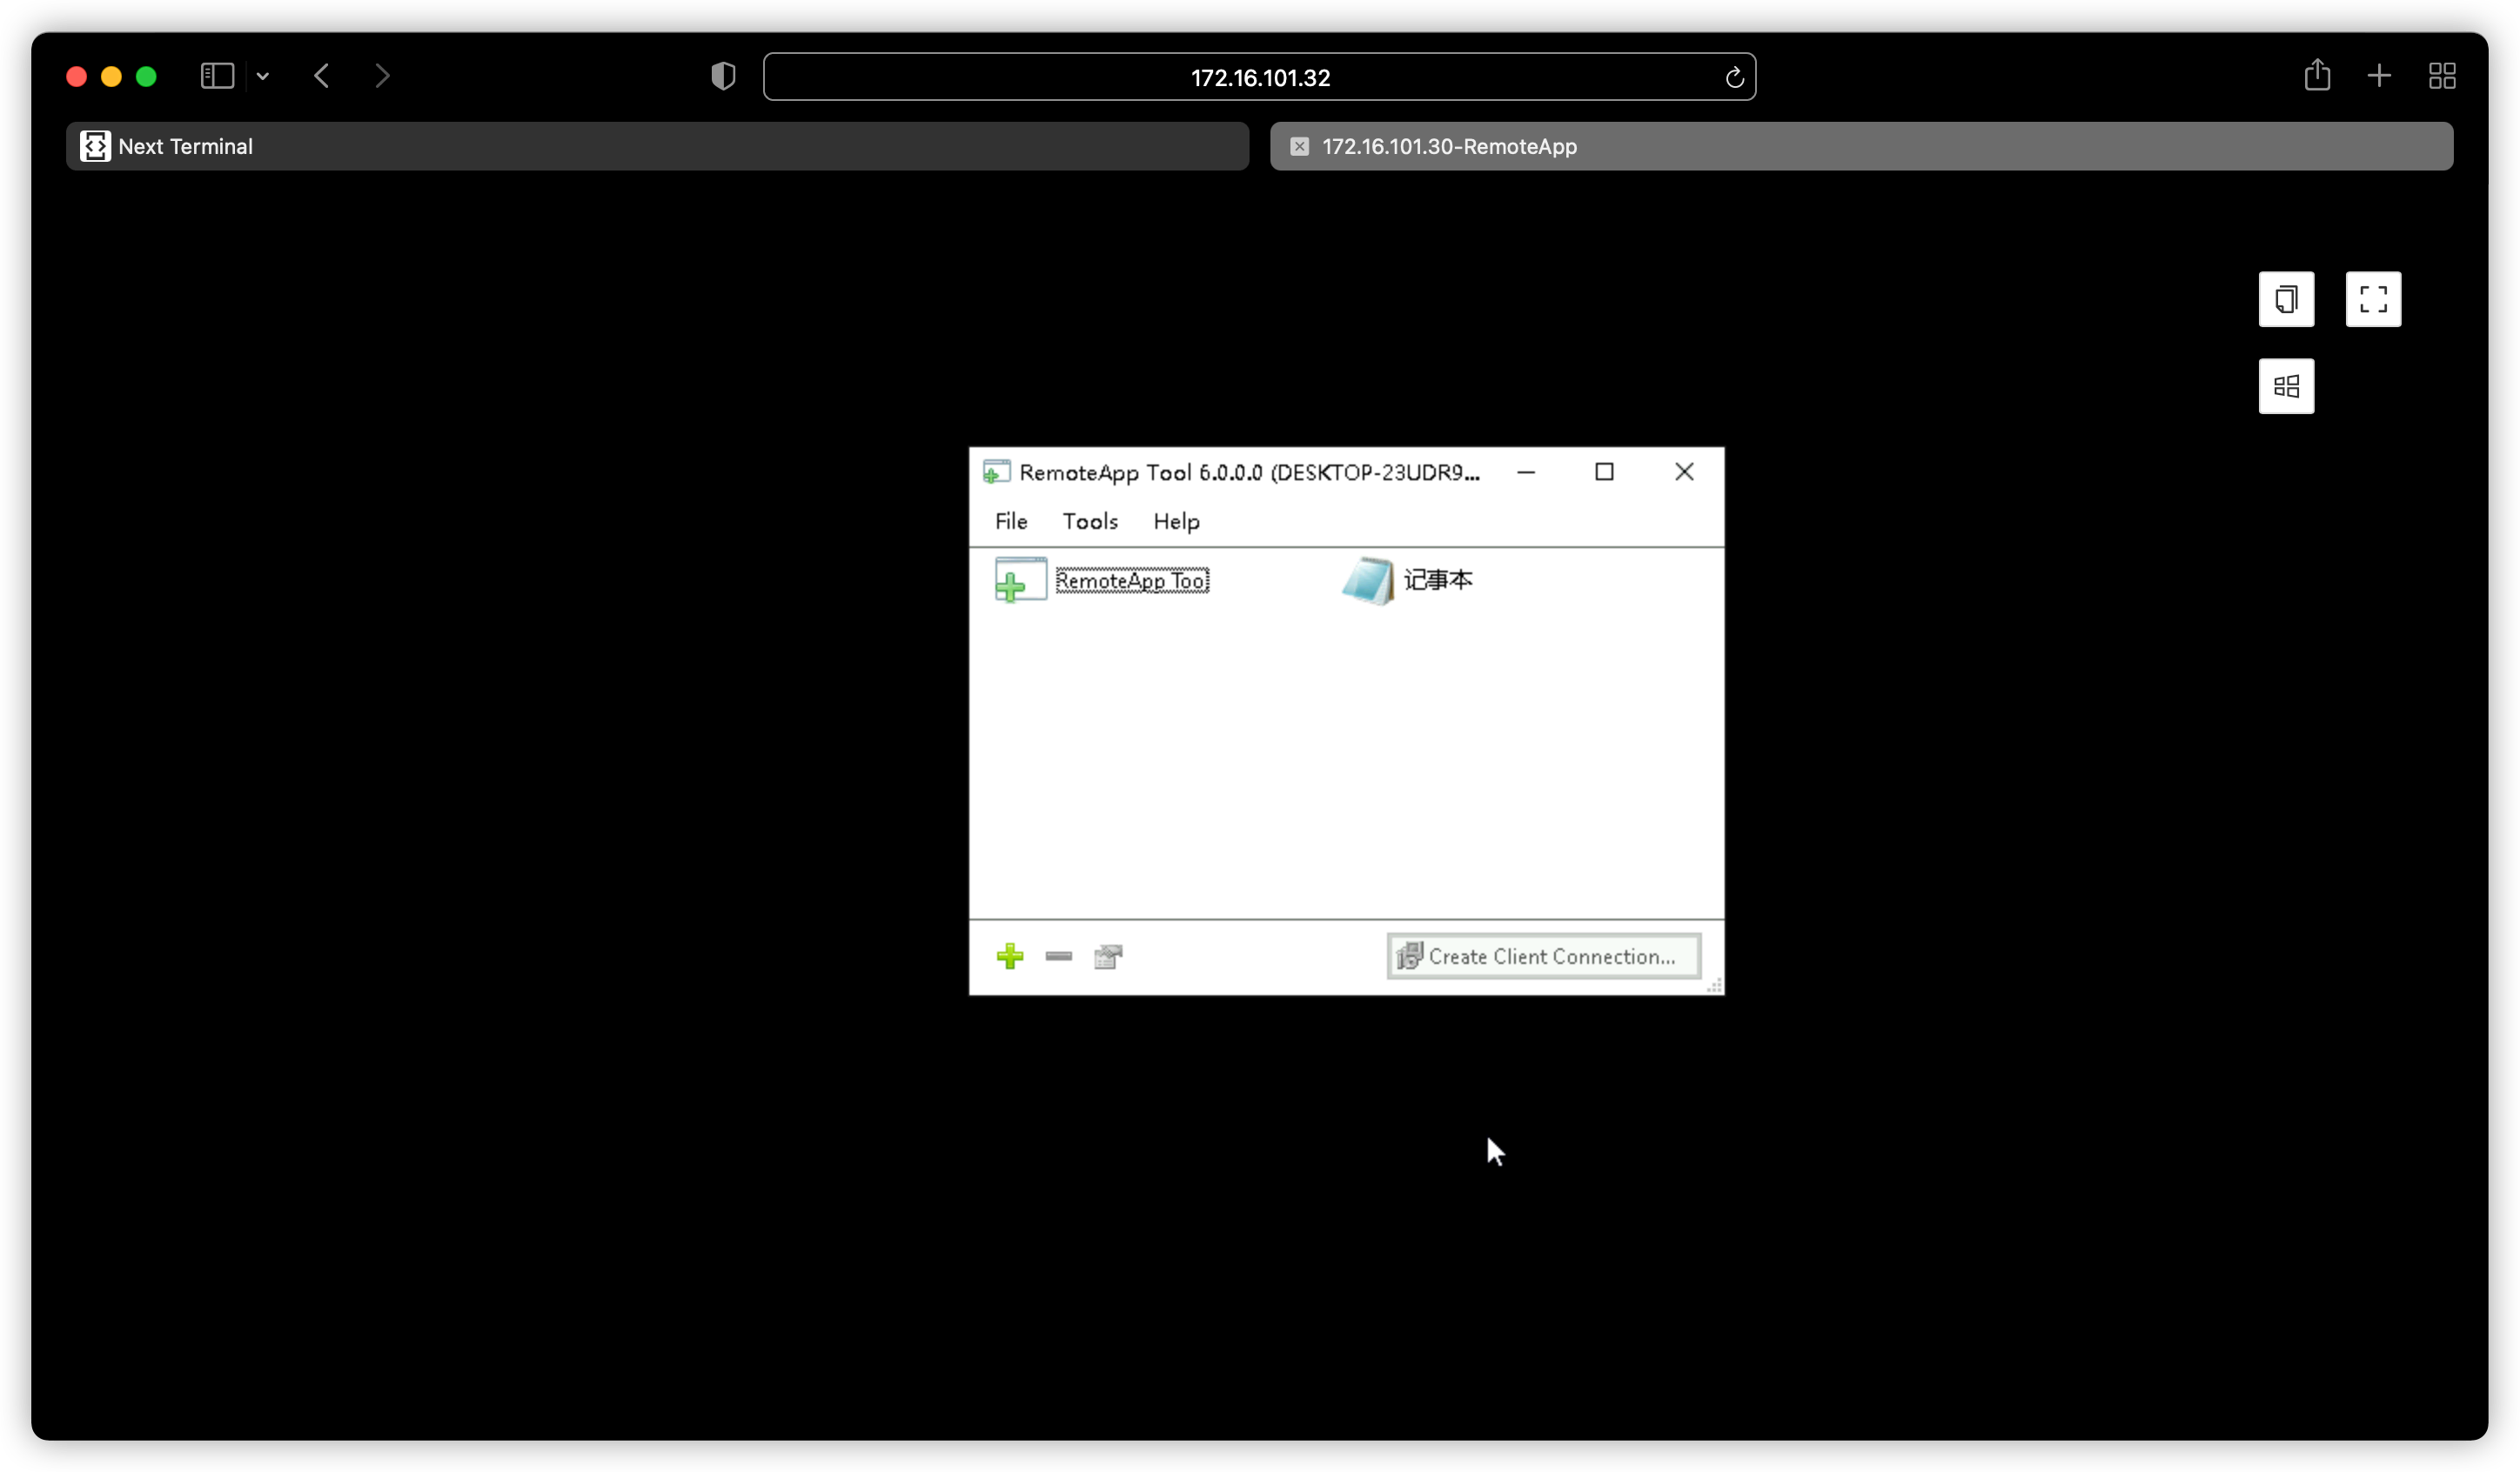 172.16.101.32
Next Terminal
172.16.101.30-RemoteApp
RemoteApp Tool 6.0.0.0 (DESKTOP-23UDR9...
File Tools Help
RemoteApp Tool
记事本
Create Client Connection...